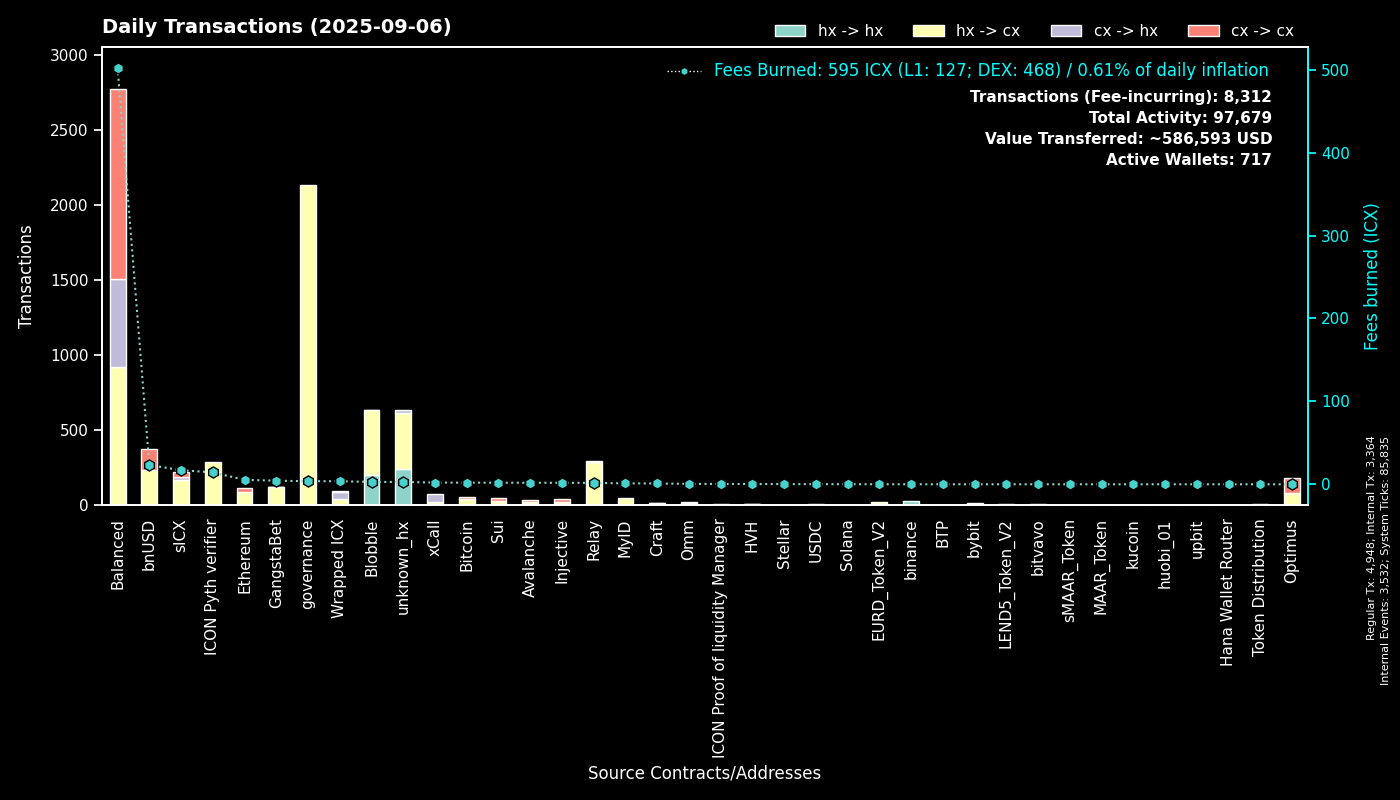 Daily Transactions (2025-09-06)
hx -> hx
hx -> cx
cx -> hx
cx -> cx
Fees Burned: 595 ICX (L1: 127; DEX: 468) / 0.61% of daily inflation
Transactions (Fee-incurring): 8,312
Total Activity: 97,679
Value Transferred: ~586,593 USD
Active Wallets: 717
Transactions
3000
2500
2000
1500
1000
500
0
500
400
300
200
100
0
Fees burned (ICX)
Balanced
bnUSD
sICX
ICON Pyth verifier
Ethereum
GangstaBet
governance
Wrapped ICX
Blobble
unknown_hx
xCall
Bitcoin
Sui
Avalanche
Injective
Relay
MyID
Craft
Omm
ICON Proof of liquidity Manager
HVH
Stellar
USDC
Solana
EURD_Token_V2
binance
BTP
bybit
LEND5_Token_V2
bitvavo
sMAAR_Token
MAAR_Token
kucoin
huobi_01
upbit
Hana Wallet Router
Token Distribution
Optimus
Source Contracts/Addresses
Regular Tx: 4,948; Internal Tx: 3,364
Internal Events: 3,532; System Ticks: 85,835